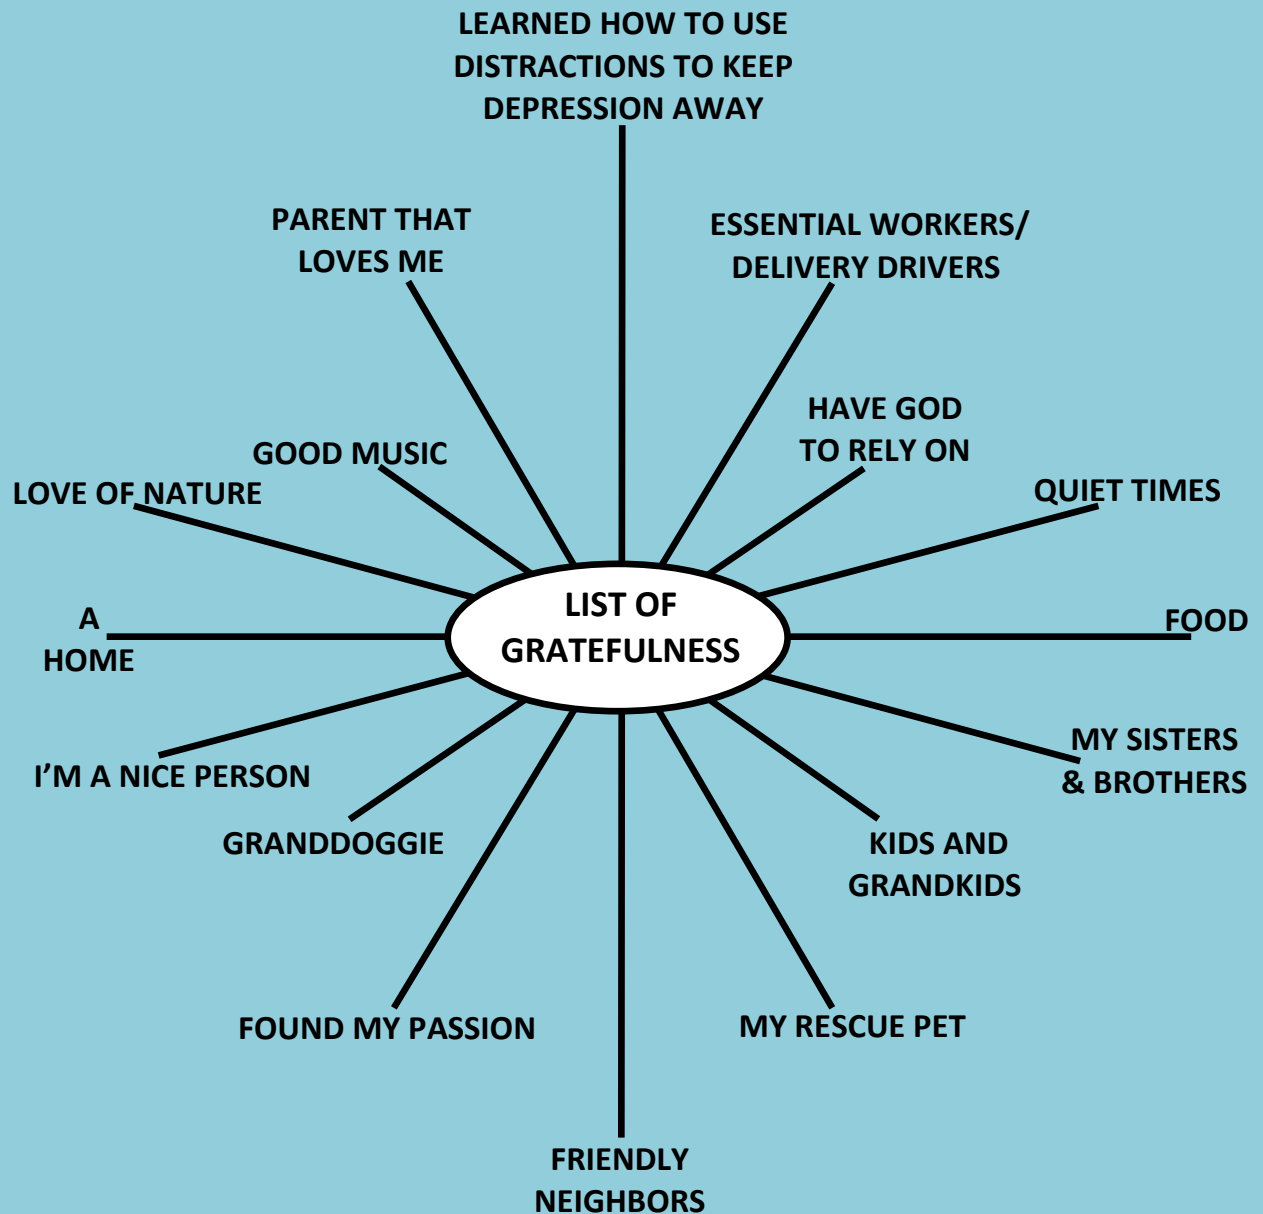 LEARNED HOW TO USE
DISTRACTIONS TO KEEP
DEPRESSION AWAY
PARENT THAT
LOVES ME
ESSENTIAL WORKERS/
DELIVERY DRIVERS
HAVE GOD
TO RELY ON
GOOD MUSIC
LOVE OF NATURE
QUIET TIMES
LIST OF
GRATEFULNESS
A
HOME
FOOD
I'M A NICE PERSON
MY SISTERS
& BROTHERS
GRANDDOGGIE
KIDS AND
GRANDKIDS
FOUND MY PASSION
MY RESCUE PET
FRIENDLY
NEIGHBORS